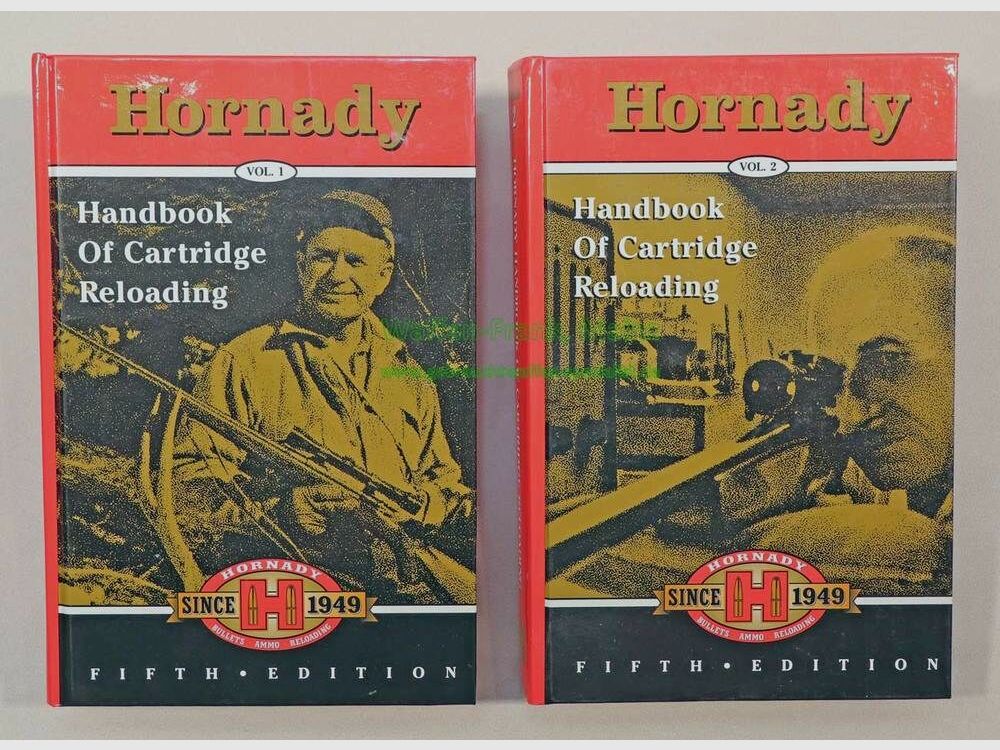 Hornady
VOL. 1
Handbook
Of Cartridge
Reloading
HORNADY
SINCE 1949
BULLETS AMMO RELOADING
FIFTH • EDITION
Hornady
VOL. 2
Handbook
Of Cartridge
Reloading
HORNADY
SINCE 1949
BULLETS AMMO RELOADING
FIFTH • EDITION